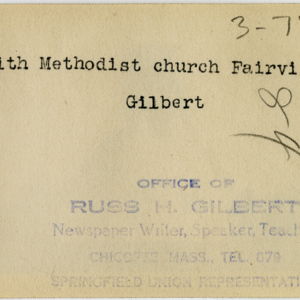 3-7
ith Methodist church Fairvi
Gilbert
OFFICE OF
RUSS H. GILBERT
Newspaper Writer, Speaker, Teach
CHICOPEE MASS., TEL. 879
SPRINGFIELD UNION REPRESENTATI